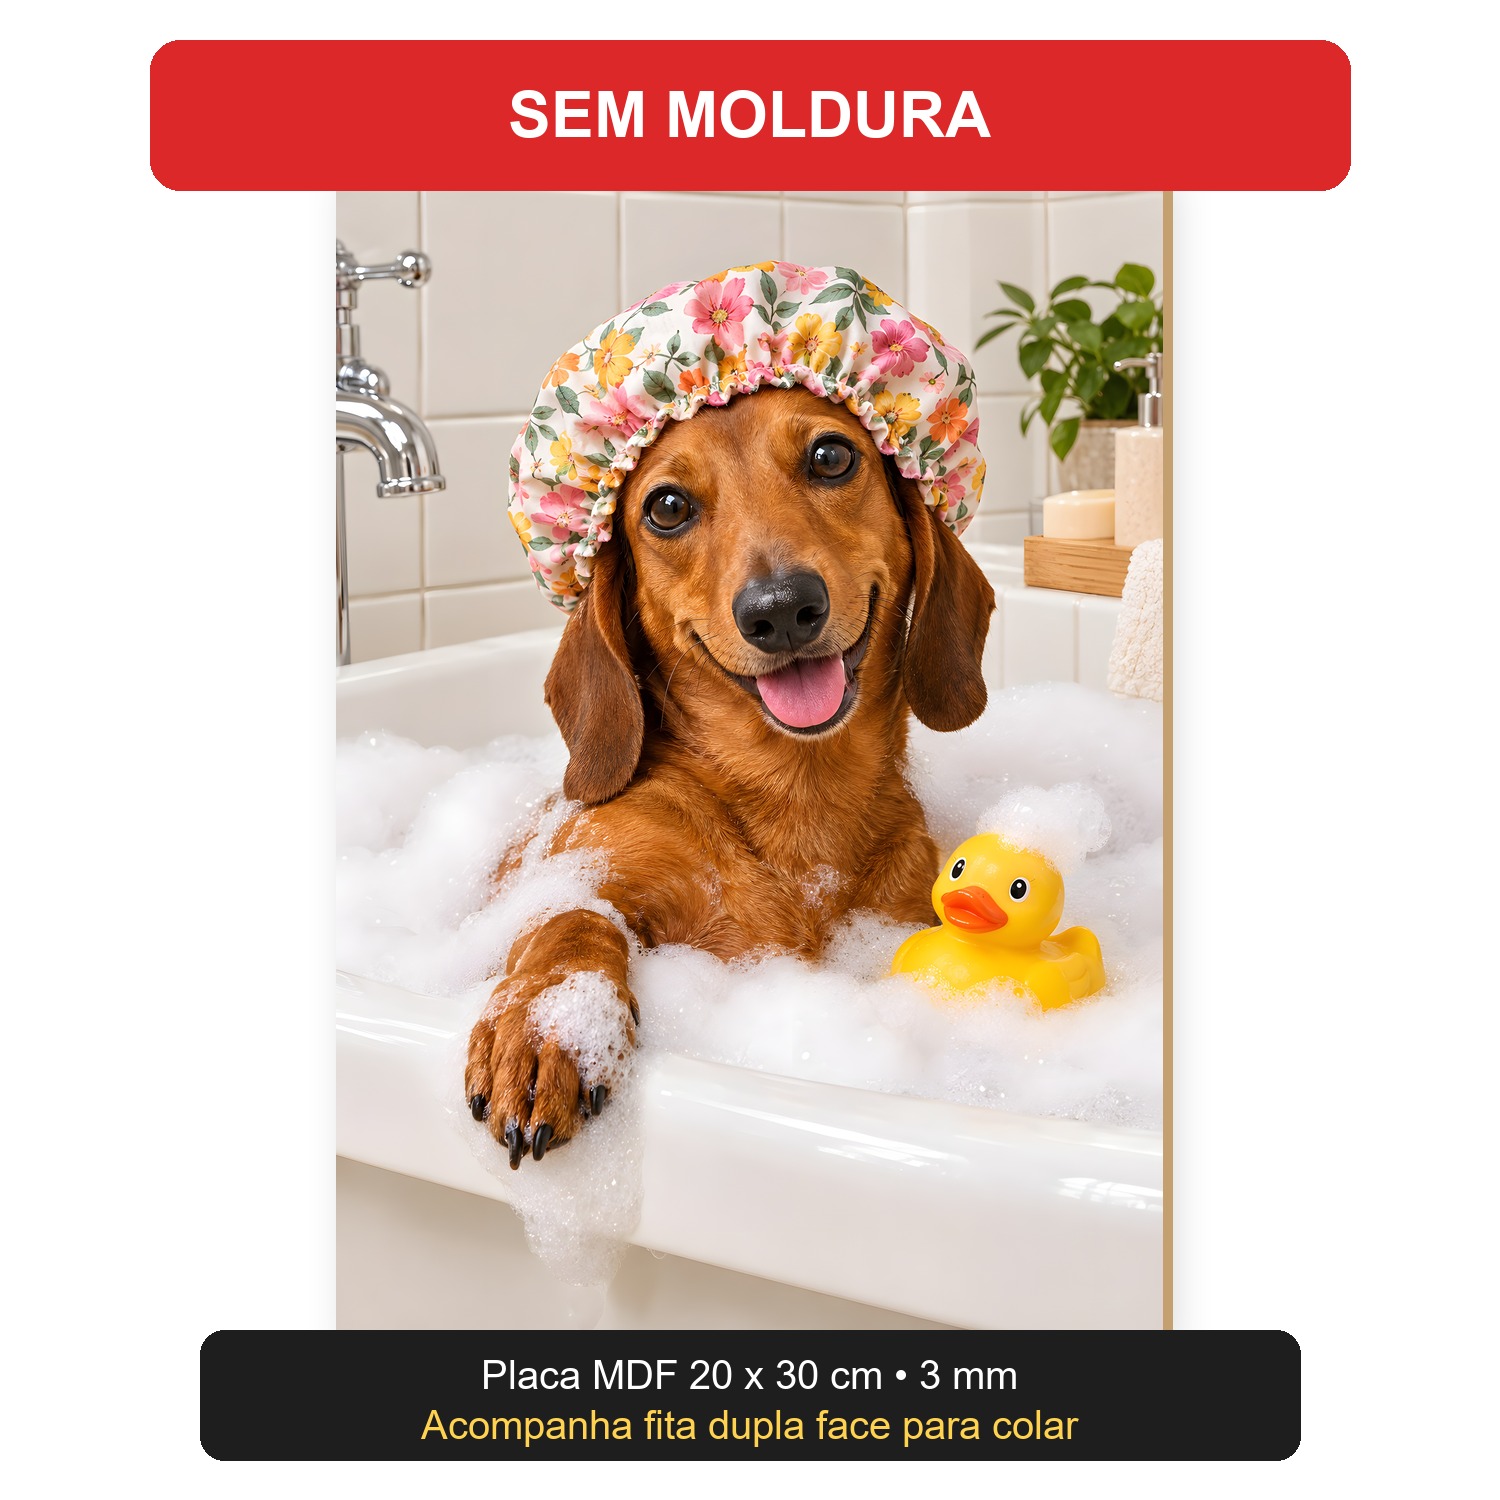 SEM MOLDURA
Placa MDF 20 x 30 cm • 3 mm
Acompanha fita dupla face para colar